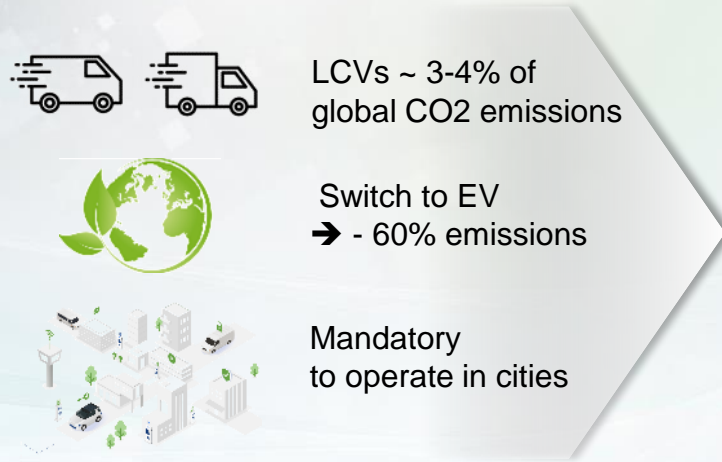 LCVs ~ 3-4% of
global CO2 emissions
Switch to EV
➔ - 60% emissions
Mandatory
to operate in cities